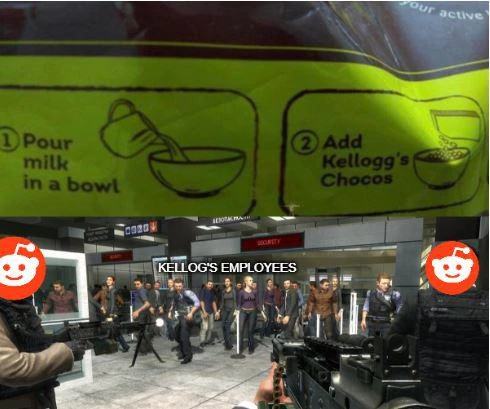 your active
1 Pour
milk
in a bowl
2 Add
Kellogg's
Chocos
SECURITY
KELLOG'S EMPLOYEES